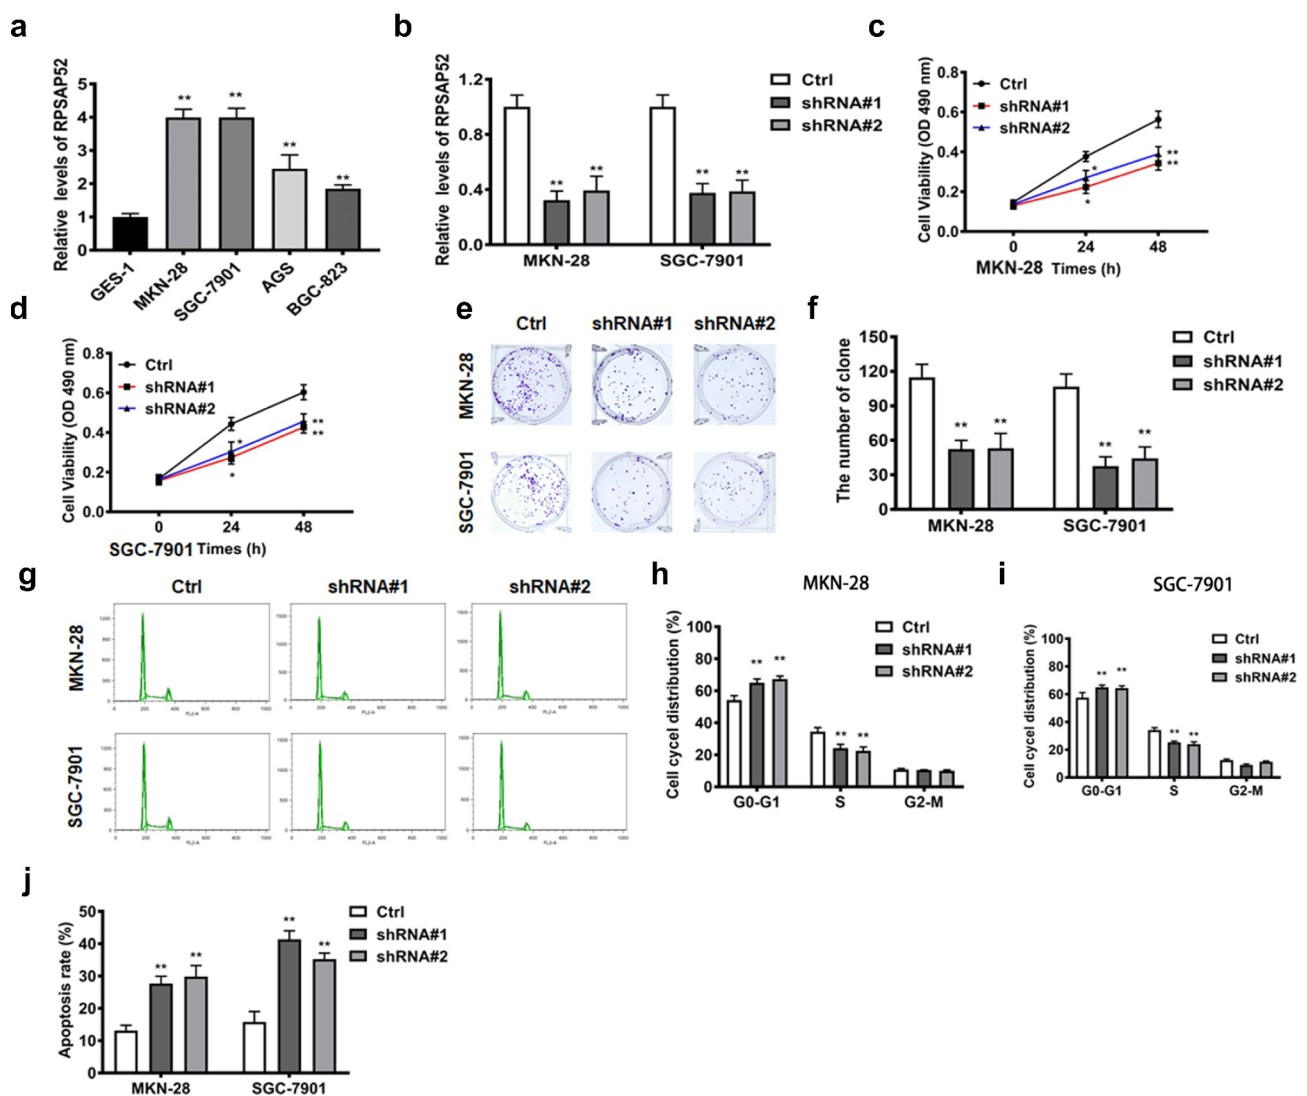 a
Relative levels of RPSAP52
5
4
3
2
1
0
**
**
**
**
GES-1
MKN-28
SGC-7901
AGS
BGC-823
b
Relative levels of RPSAP52
1.2
0.8
0.4
0.0
**
**
**
**
MKN-28
SGC-7901
Ctrl
shRNA#1
shRNA#2
c
Cell Viability (OD 490 nm)
0.8
0.6
0.4
0.2
0.0
Ctrl
shRNA#1
shRNA#2
*
*
**
**
0
24
48
MKN-28 Times (h)
d
Cell Viability (OD 490 nm)
0.8
0.6
0.4
0.2
0.0
Ctrl
shRNA#1
shRNA#2
*
*
**
**
0
24
48
SGC-7901 Times (h)
e
Ctrl
shRNA#1
shRNA#2
MKN-28
SGC-7901
f
The number of clone
150
120
90
60
30
0
**
**
**
**
MKN-28
SGC-7901
Ctrl
shRNA#1
shRNA#2
g
Ctrl
shRNA#1
shRNA#2
MKN-28
SGC-7901
h
MKN-28
Cell cycel distribution (%)
100
80
60
40
20
0
**
**
**
**
G0-G1
S
G2-M
Ctrl
shRNA#1
shRNA#2
i
SGC-7901
Cell cycel distribution (%)
100
80
60
40
20
0
**
**
**
**
G0-G1
S
G2-M
Ctrl
shRNA#1
shRNA#2
j
Apoptosis rate (%)
50
40
30
20
10
0
**
**
**
**
MKN-28
SGC-7901
Ctrl
shRNA#1
shRNA#2